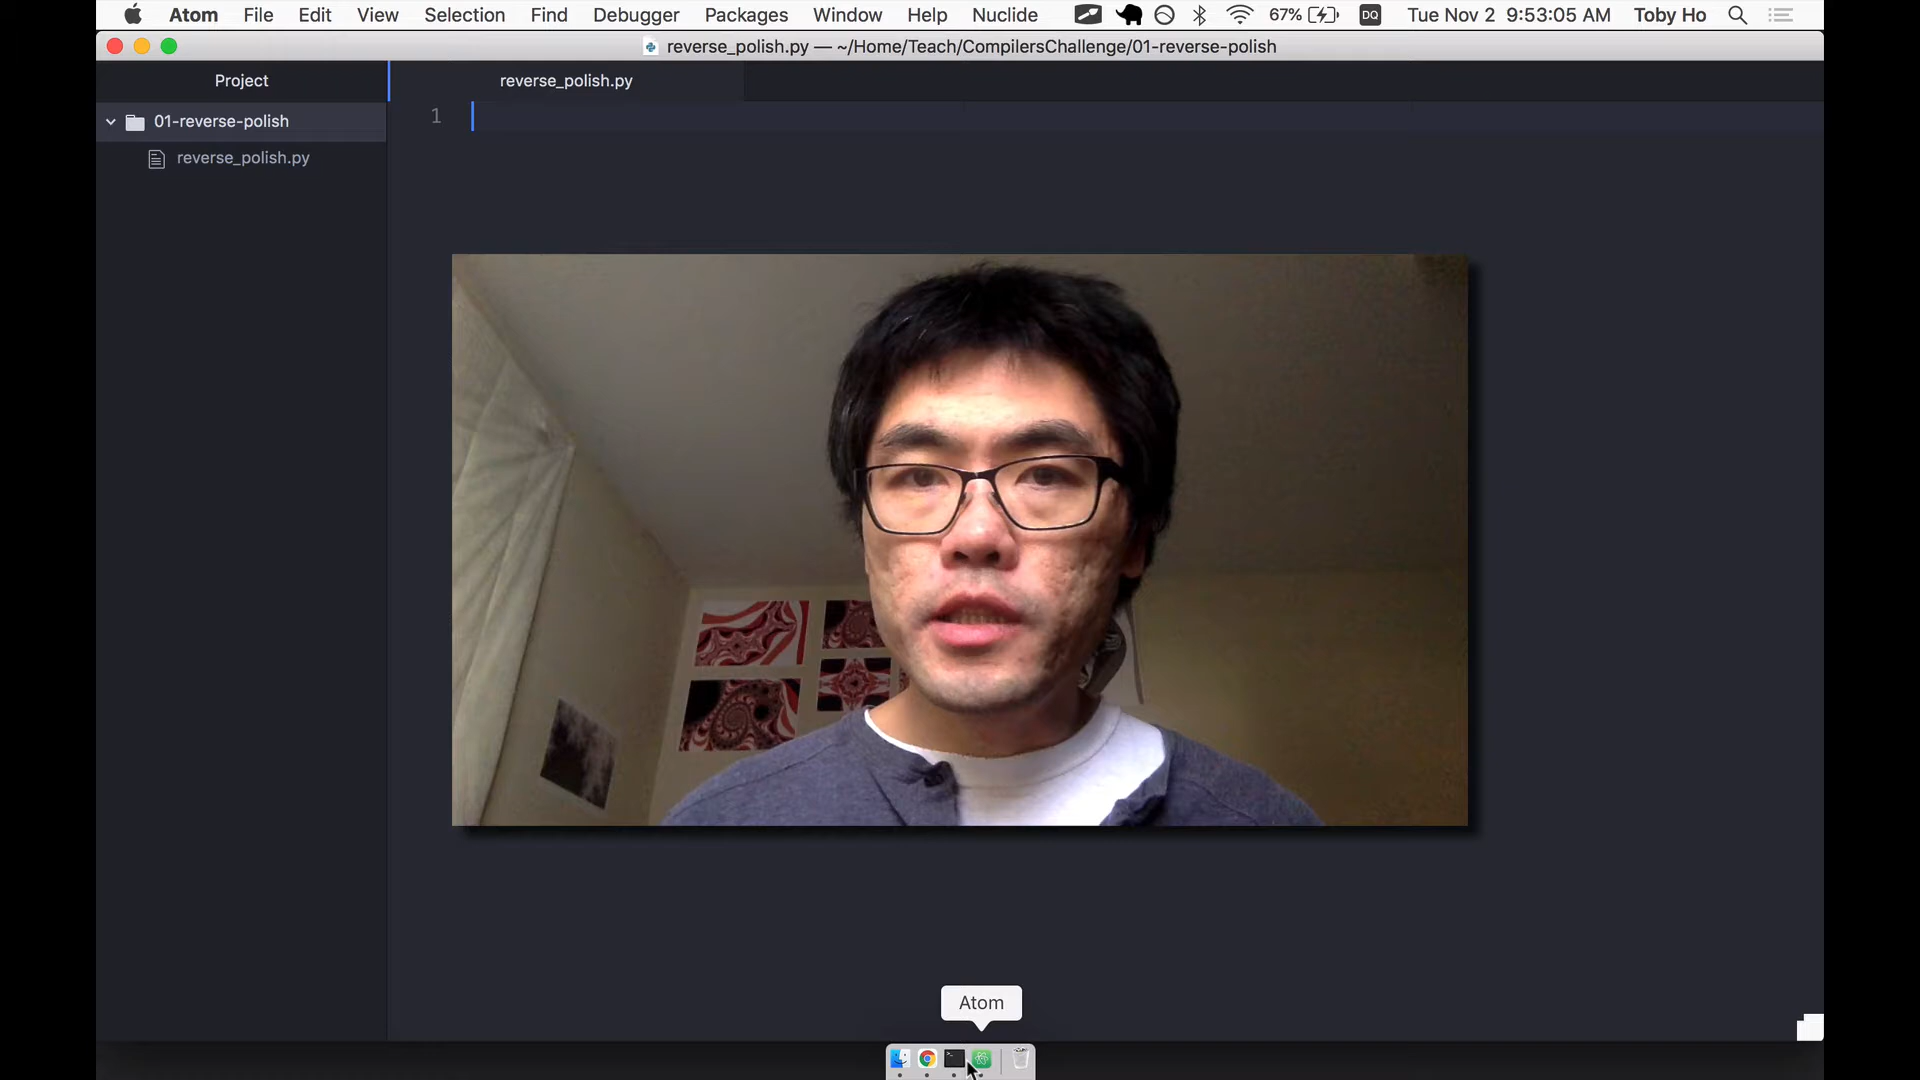 Atom File Edit View Selection Find Debugger Packages Window Help Nuclide 67% DQ Tue Nov 2 9:53:05 AM Toby Ho
reverse_polish.py — ~/Home/Teach/CompilersChallenge/01-reverse-polish
Project
reverse_polish.py
1
01-reverse-polish
reverse_polish.py
Atom